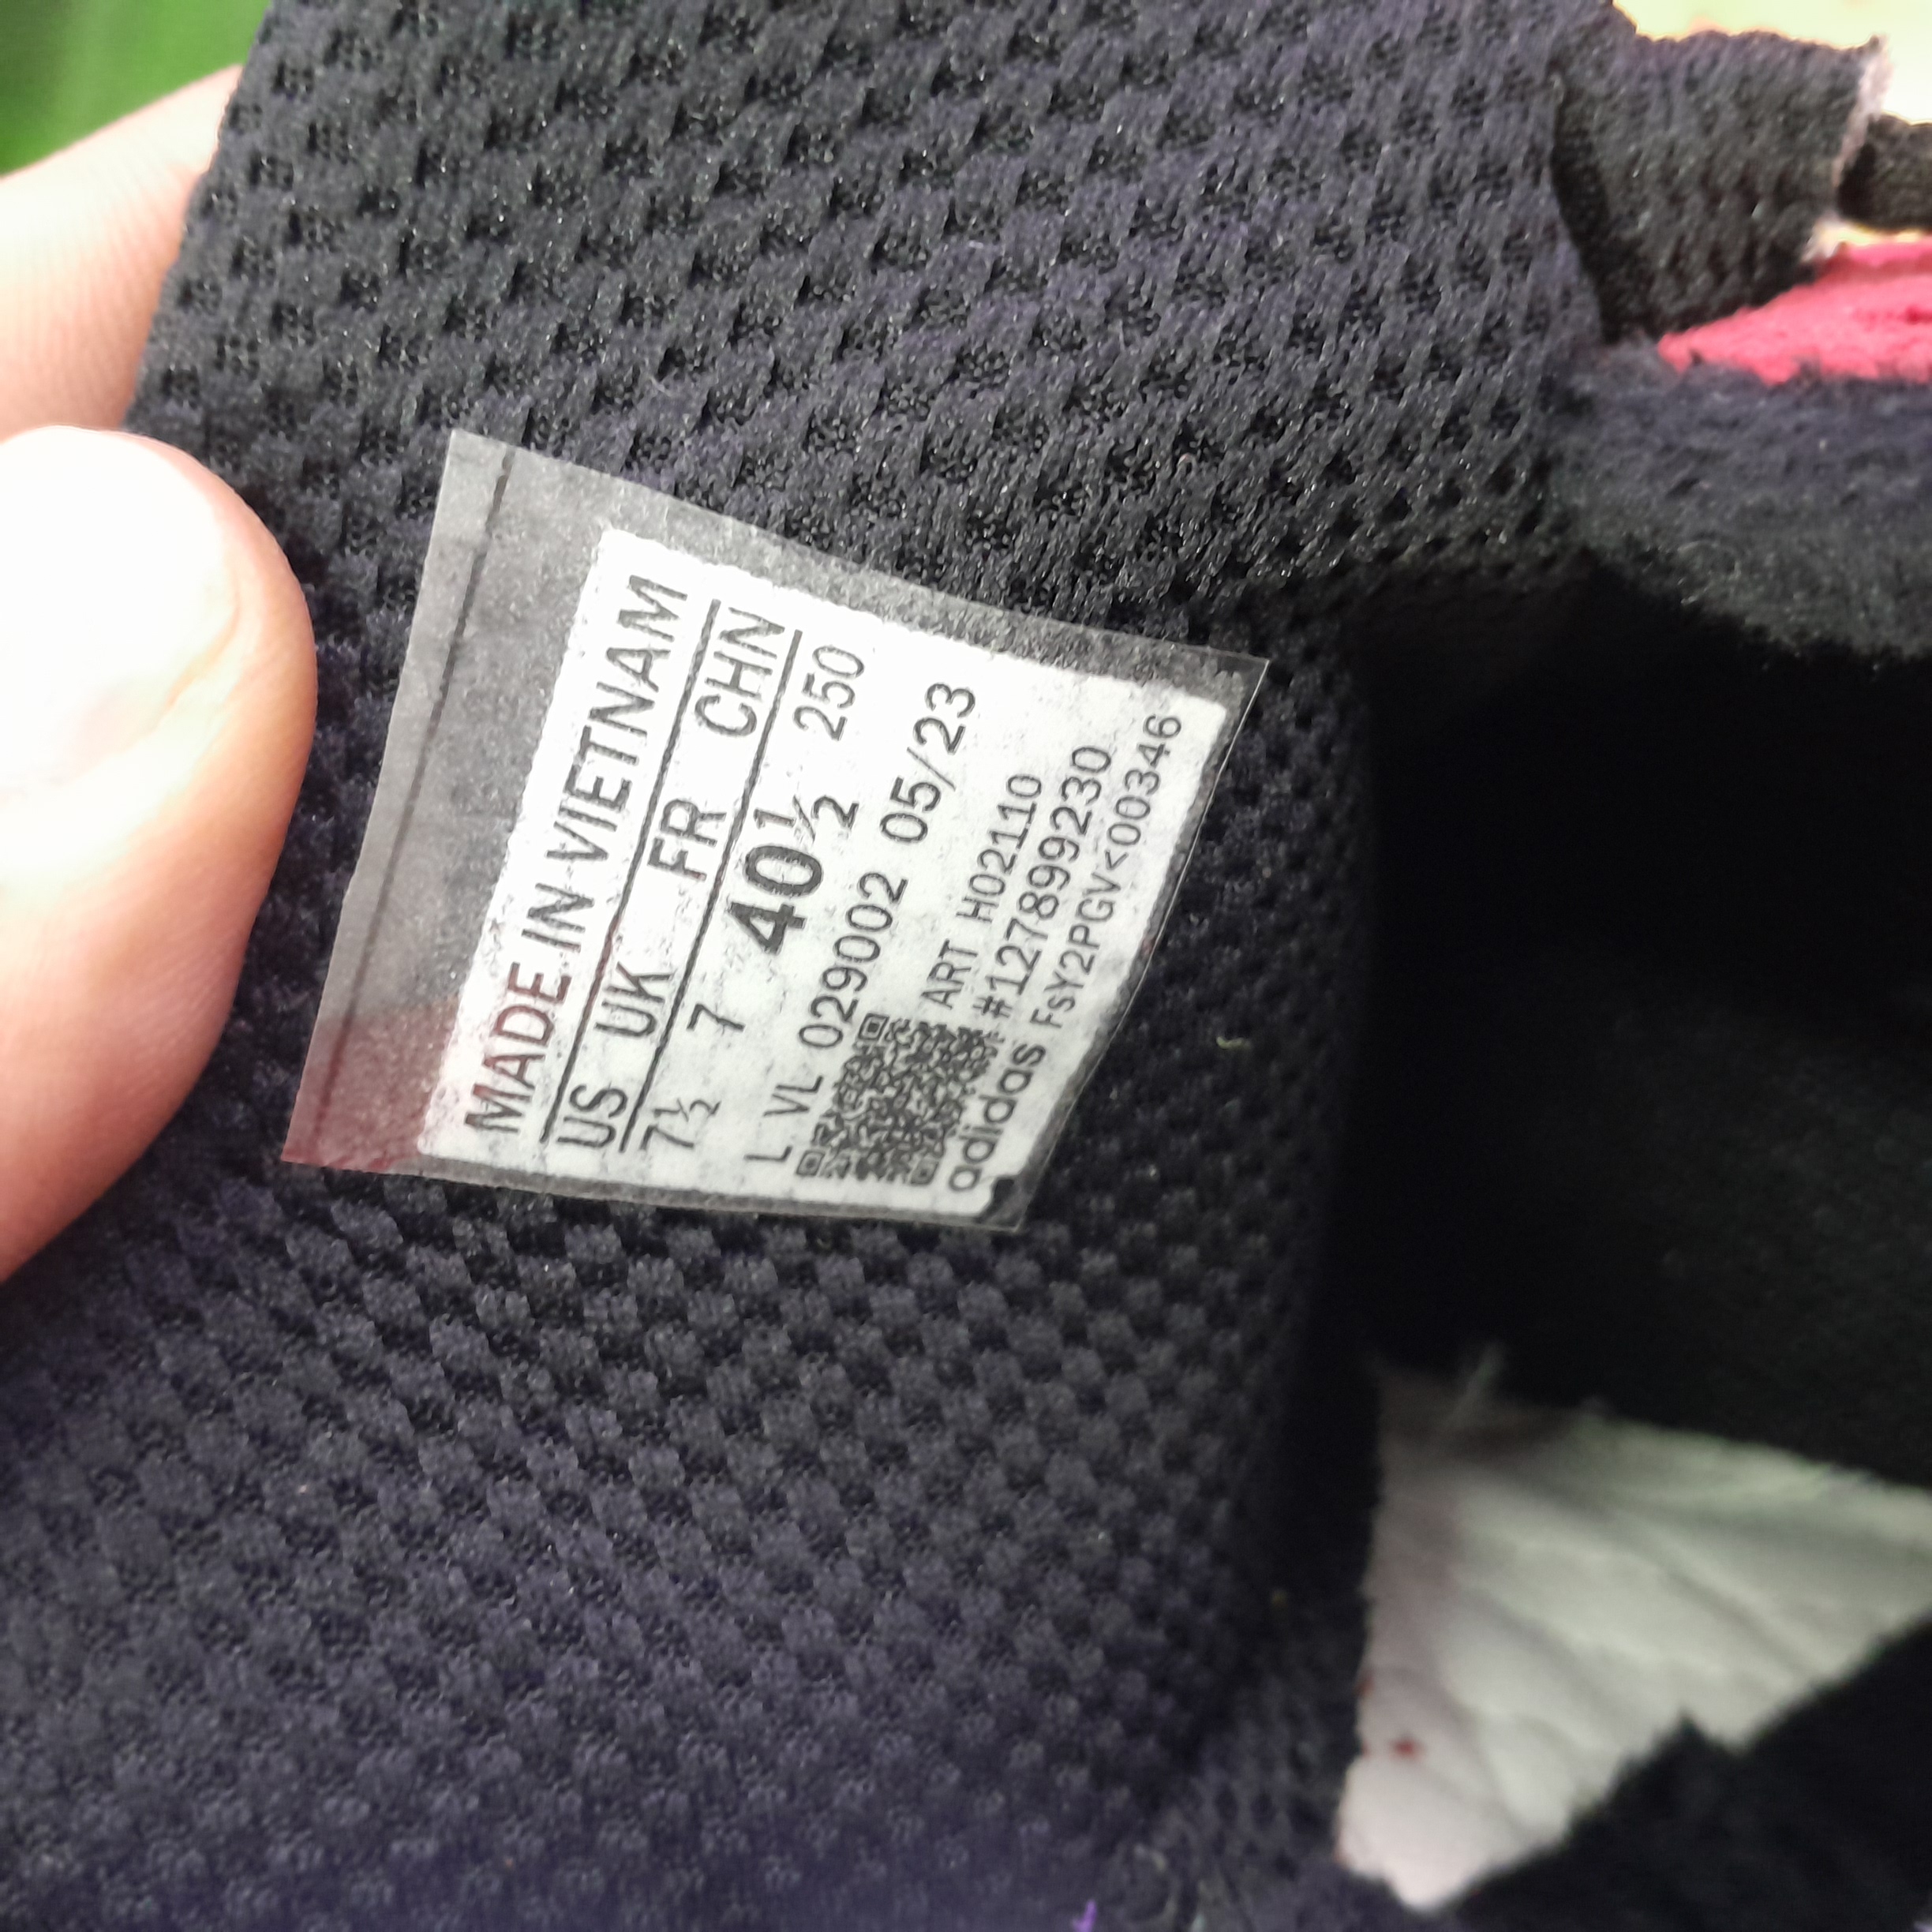 MADE IN VIETNAM
US UK FR CHN
7½ 7 40½ 250
L VL 029002 05/23
ART H02110
#127899230
adidas FsY2PGV<00346